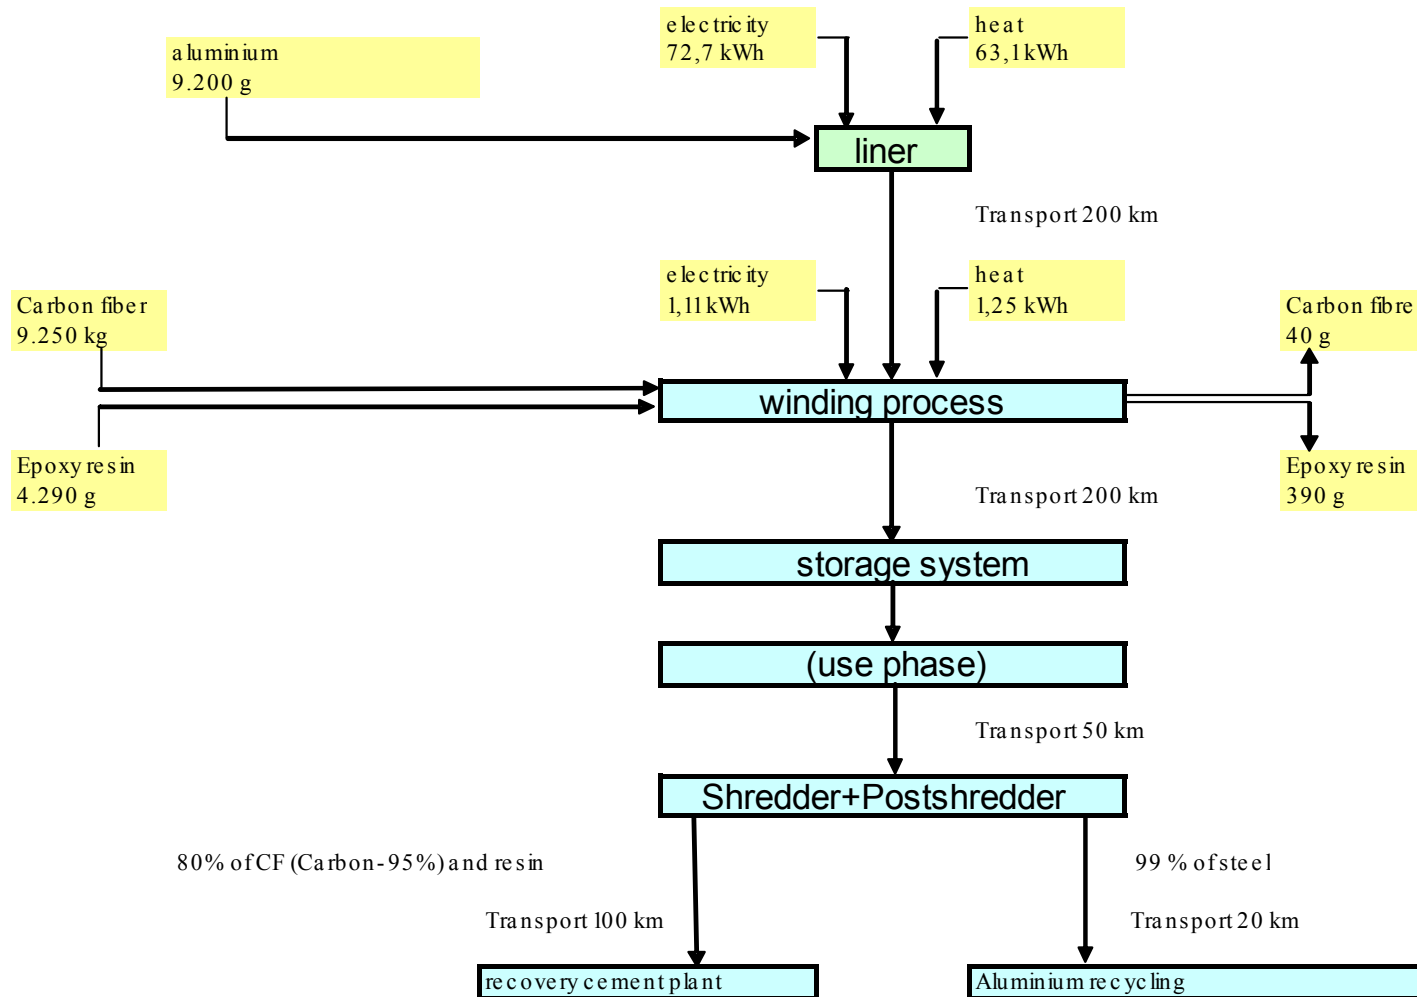 electricity
72,7 kWh
heat
63,1 kWh
aluminium
9.200 g
liner
Transport 200 km
electricity
1,11 kWh
heat
1,25 kWh
Carbon fiber
9.250 kg
Carbon fibre
40 g
winding process
Epoxy resin
4.290 g
Epoxy resin
390 g
Transport 200 km
storage system
(use phase)
Transport 50 km
Shredder+Postshredder
80% of CF (Carbon-95%) and resin
99 % of steel
Transport 100 km
Transport 20 km
recovery cement plant
Aluminium recycling